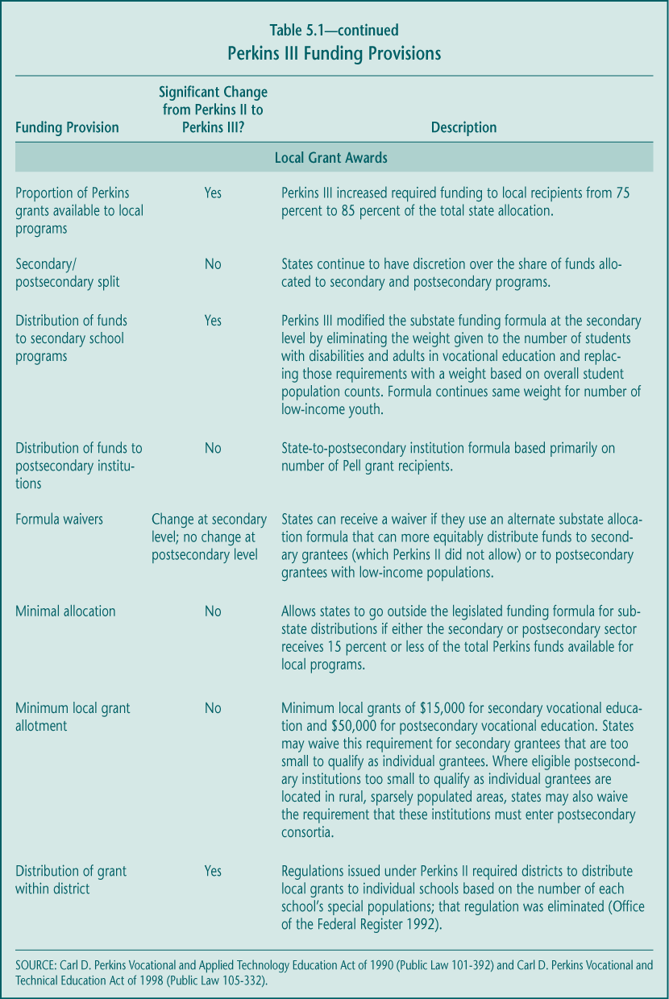 Table 5.1—continued
Perkins III Funding Provisions
Funding Provision
Significant Change
from Perkins II to
Perkins III?
Description
Local Grant Awards
Proportion of Perkins
grants available to local
programs
Yes
Perkins III increased required funding to local recipients from 75
percent to 85 percent of the total state allocation.
Secondary/
postsecondary split
No
States continue to have discretion over the share of funds allo-
cated to secondary and postsecondary programs.
Distribution of funds
to secondary school
programs
Yes
Perkins III modified the substate funding formula at the secondary
level by eliminating the weight given to the number of students
with disabilities and adults in vocational education and replac-
ing those requirements with a weight based on overall student
population counts. Formula continues same weight for number of
low-income youth.
Distribution of funds to
postsecondary institu-
tions
No
State-to-postsecondary institution formula based primarily on
number of Pell grant recipients.
Formula waivers
Change at secondary
level; no change at
postsecondary level
States can receive a waiver if they use an alternate substate alloca-
tion formula that can more equitably distribute funds to second-
ary grantees (which Perkins II did not allow) or to postsecondary
grantees with low-income populations.
Minimal allocation
No
Allows states to go outside the legislated funding formula for sub-
state distributions if either the secondary or postsecondary sector
receives 15 percent or less of the total Perkins funds available for
local programs.
Minimum local grant
allotment
No
Minimum local grants of $15,000 for secondary vocational educa-
tion and $50,000 for postsecondary vocational education. States
may waive this requirement for secondary grantees that are too
small to qualify as individual grantees. Where eligible postsecond-
ary institutions too small to qualify as individual grantees are
located in rural, sparsely populated areas, states may also waive
the requirement that these institutions must enter postsecondary
consortia.
Distribution of grant
within district
Yes
Regulations issued under Perkins II required districts to distribute
local grants to individual schools based on the number of each
school's special populations; that regulation was eliminated (Office
of the Federal Register 1992).
SOURCE: Carl D. Perkins Vocational and Applied Technology Education Act of 1990 (Public Law 101-392) and Carl D. Perkins Vocational and
Technical Education Act of 1998 (Public Law 105-332).